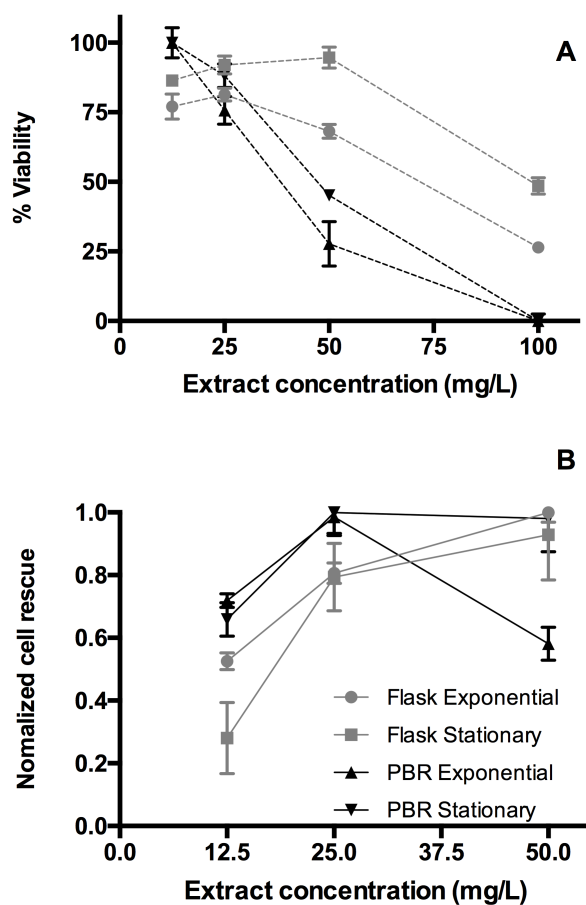 A
100
75
50
25
0
% Viability
0 25 50 75 100
Extract concentration (mg/L)
B
1.0
0.8
0.6
0.4
0.2
0.0
Nomalized cell rescue
Flask Exponential
Flask Stationary
PBR Exponential
PBR Stationary
0.0 12.5 25.0 37.5 50.0
Extract concentration (mg/L)